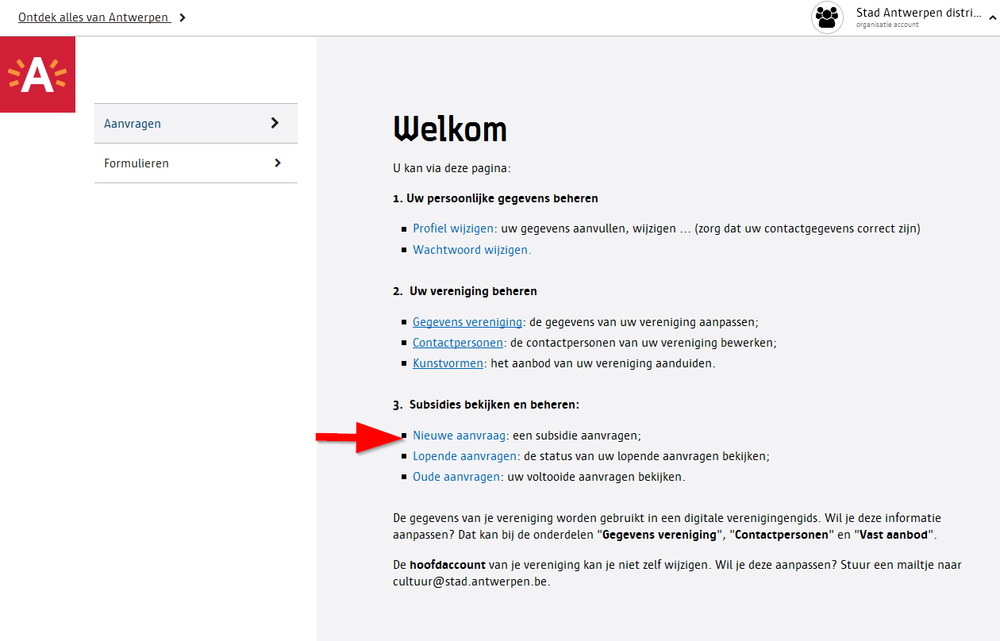 Ontdek alles van Antwerpen
Stad Antwerpen distri...
organisatie account
A
Aanvragen
Formulieren
Welkom
U kan via deze pagina:
1. Uw persoonlijke gegevens beheren
Profiel wijzigen: uw gegevens aanvullen, wijzigen ... (zorg dat uw contactgegevens correct zijn)
Wachtwoord wijzigen.
2. Uw vereniging beheren
Gegevens vereniging: de gegevens van uw vereniging aanpassen;
Contactpersonen: de contactpersonen van uw vereniging bewerken;
Kunstvormen: het aanbod van uw vereniging aanduiden.
3. Subsidies bekijken en beheren:
Nieuwe aanvraag: een subsidie aanvragen;
Lopende aanvragen: de status van uw lopende aanvragen bekijken;
Oude aanvragen: uw voltooide aanvragen bekijken.
De gegevens van je vereniging worden gebruikt in een digitale verenigingengids. Wil je deze informatie
aanpassen? Dat kan bij de onderdelen "Gegevens vereniging", "Contactpersonen" en "Vast aanbod".
De hoofdaccount van je vereniging kan je niet zelf wijzigen. Wil je deze aanpassen? Stuur een mailtje naar
cultuur@stad.antwerpen.be.